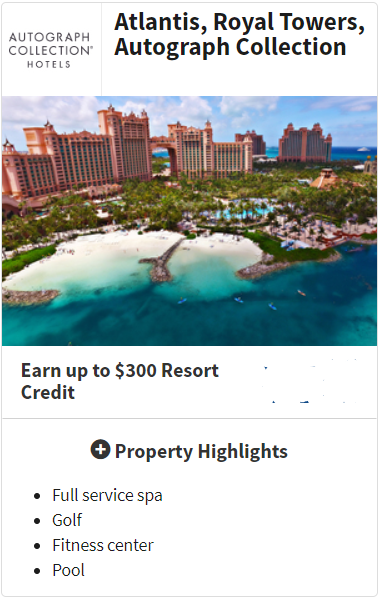 AUTOGRAPH
COLLECTION®
HOTELS
Atlantis, Royal Towers,
Autograph Collection
Earn up to $300 Resort
Credit
Property Highlights
Full service spa
Golf
Fitness center
Pool